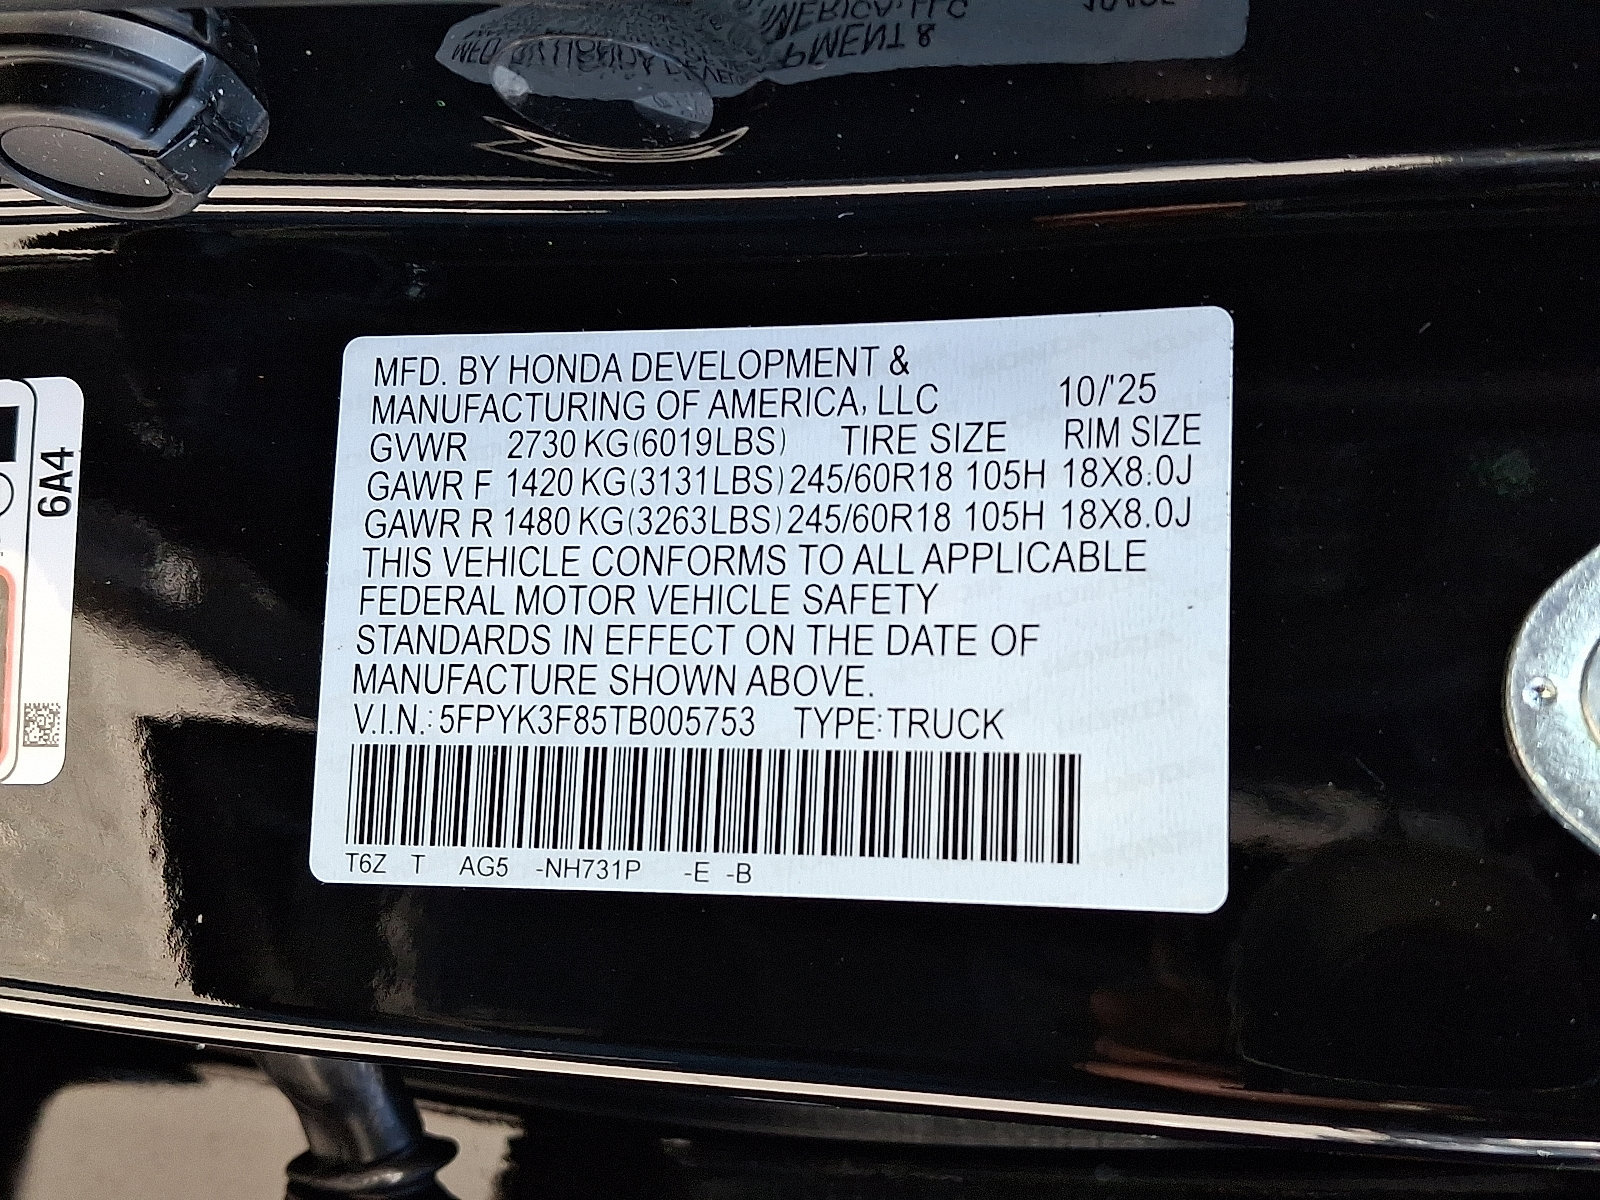 MFD. BY HONDA DEVELOPMENT &
MANUFACTURING OF AMERICA, LLC 10/'25
GVWR 2730 KG(6019LBS) TIRE SIZE RIM SIZE
GAWR F 1420 KG(3131LBS) 245/60R18 105H 18X8.0J
GAWR R 1480 KG(3263LBS) 245/60R18 105H 18X8.0J
THIS VEHICLE CONFORMS TO ALL APPLICABLE
FEDERAL MOTOR VEHICLE SAFETY
STANDARDS IN EFFECT ON THE DATE OF
MANUFACTURE SHOWN ABOVE.
V.I.N.: 5FPYK3F85TB005753 TYPE: TRUCK
T6Z T AG5 -NH731P -E -B
6A4